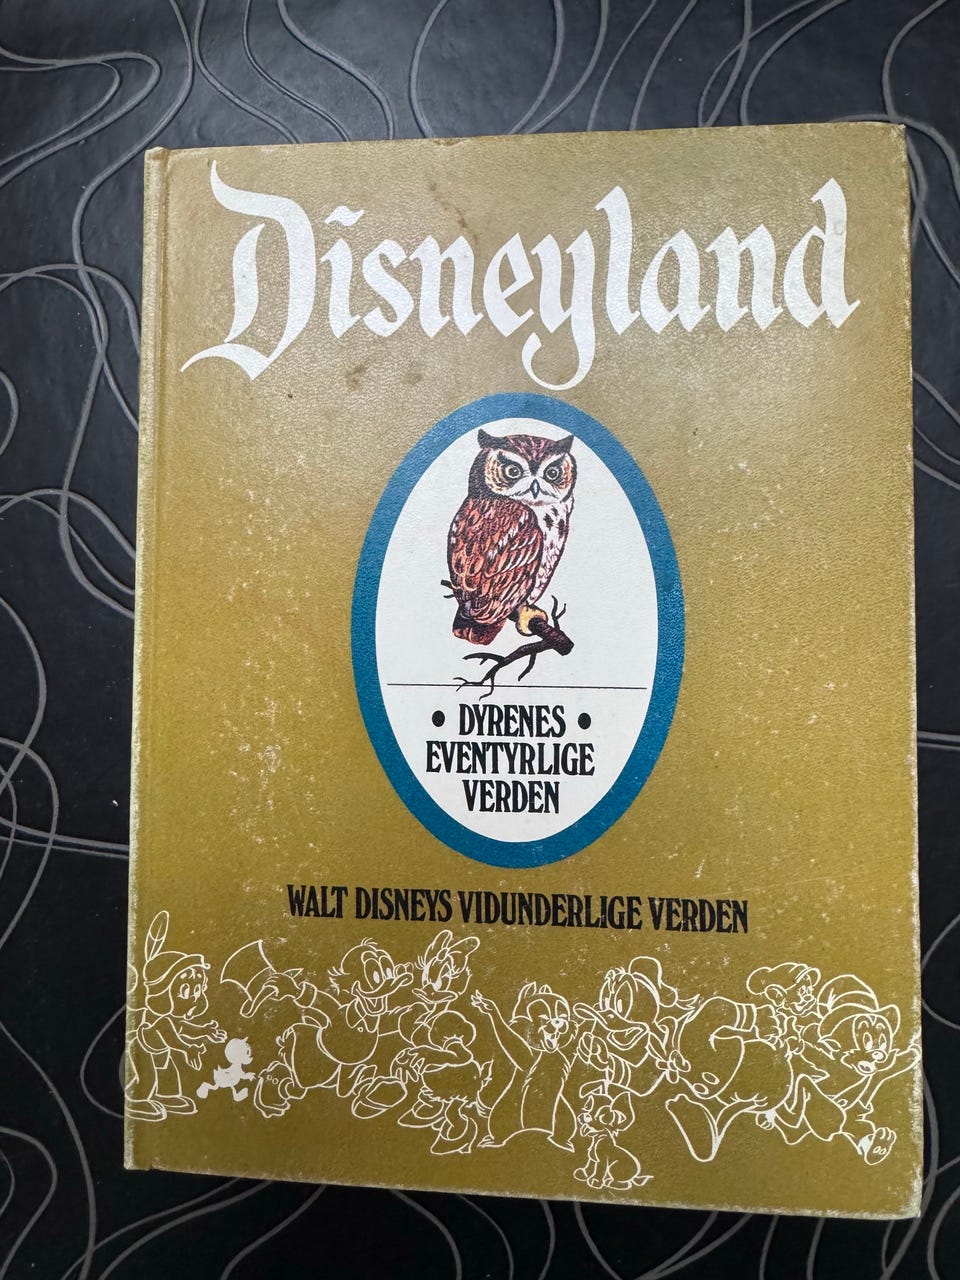 Disneyland
• DYRENES •
EVENTYRLIGE
VERDEN
WALT DISNEYS VIDUNDERLIGE VERDEN